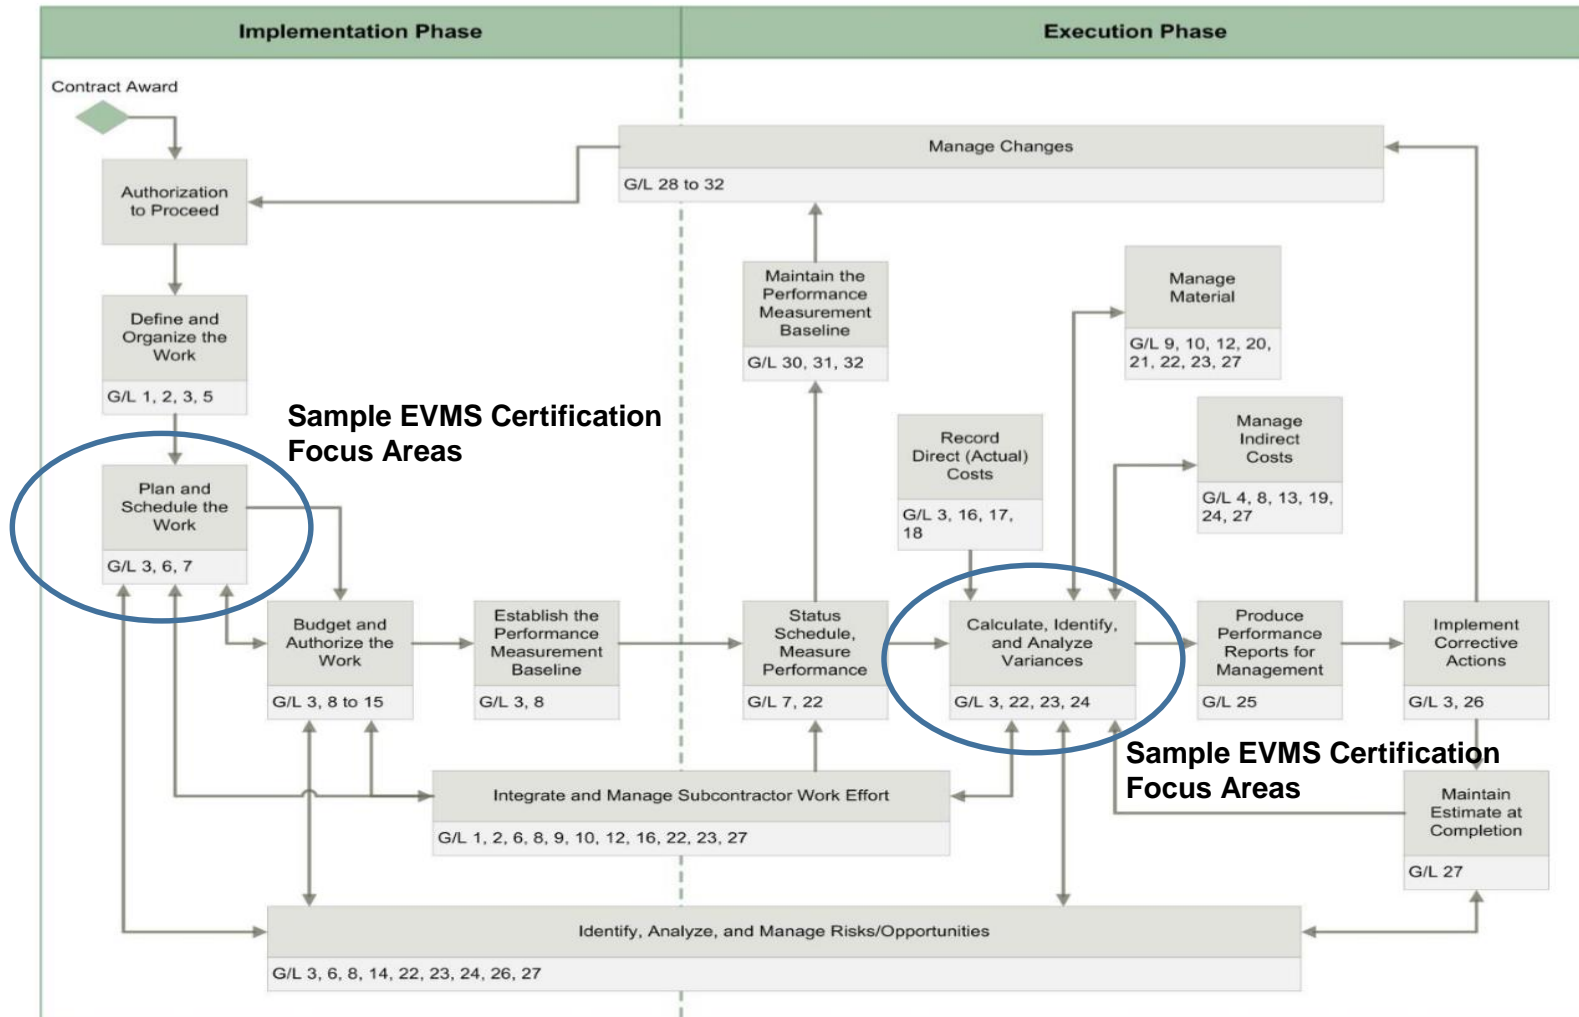 Implementation Phase
Execution Phase
Contract Award
Manage Changes
G/L 28 to 32
Authorization
to Proceed
Maintain the
Performance
Measurement
Baseline
G/L 30, 31, 32
Manage
Material
G/L 9, 10, 12, 20,
21, 22, 23, 27
Define and
Organize the
Work
G/L 1, 2, 3, 5
Sample EVMS Certification
Focus Areas
Record
Direct (Actual)
Costs
G/L 3, 16, 17,
18
Manage
Indirect
Costs
G/L 4, 8, 13, 19,
24, 27
Plan and
Schedule the
Work
G/L 3, 6, 7
Budget and
Authorize the
Work
G/L 3, 8 to 15
Establish the
Performance
Measurement
Baseline
G/L 3, 8
Status
Schedule,
Measure
Performance
G/L 7, 22
Calculate, Identify,
and Analyze
Variances
G/L 3, 22, 23, 24
Produce
Performance
Reports for
Management
G/L 25
Implement
Corrective
Actions
G/L 3, 26
Sample EVMS Certification
Focus Areas
Integrate and Manage Subcontractor Work Effort
G/L 1, 2, 6, 8, 9, 10, 12, 16, 22, 23, 27
Maintain
Estimate at
Completion
G/L 27
Identify, Analyze, and Manage Risks/Opportunities
G/L 3, 6, 8, 14, 22, 23, 24, 26, 27